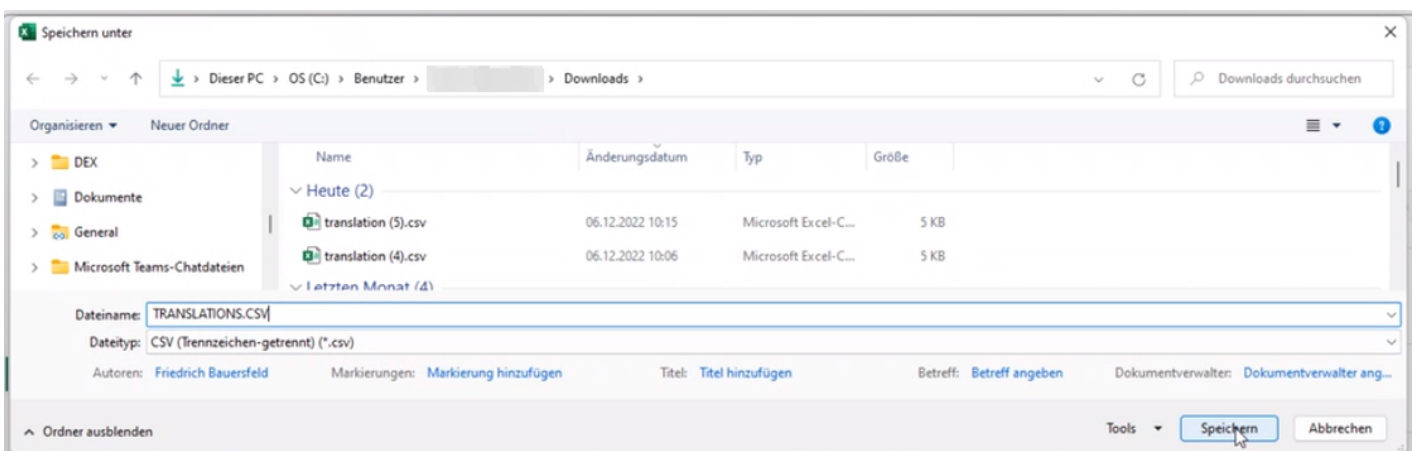 Speichern unter
Dieser PC > OS (C:) > Benutzer > > Downloads >
Downloads durchsuchen
Organisieren Neuer Ordner
Name Änderungsdatum Typ Größe
DEX
Dokumente
General
Microsoft Teams-Chatdateien
Heute (2)
translation (5).csv 06.12.2022 10:15 Microsoft Excel-C... 5 KB
translation (4).csv 06.12.2022 10:06 Microsoft Excel-C... 5 KB
Letzten Monat (4)
Dateiname: TRANSLATIONS.CSV
Dateityp: CSV (Trennzeichen-getrennt) (*.csv)
Autoren: Friedrich Bauersfeld Markierungen: Markierung hinzufügen Titel: Titel hinzufügen Betreff: Betreff angeben Dokumentverwalter: Dokumentverwalter ang...
Ordner ausblenden Tools Speichern Abbrechen